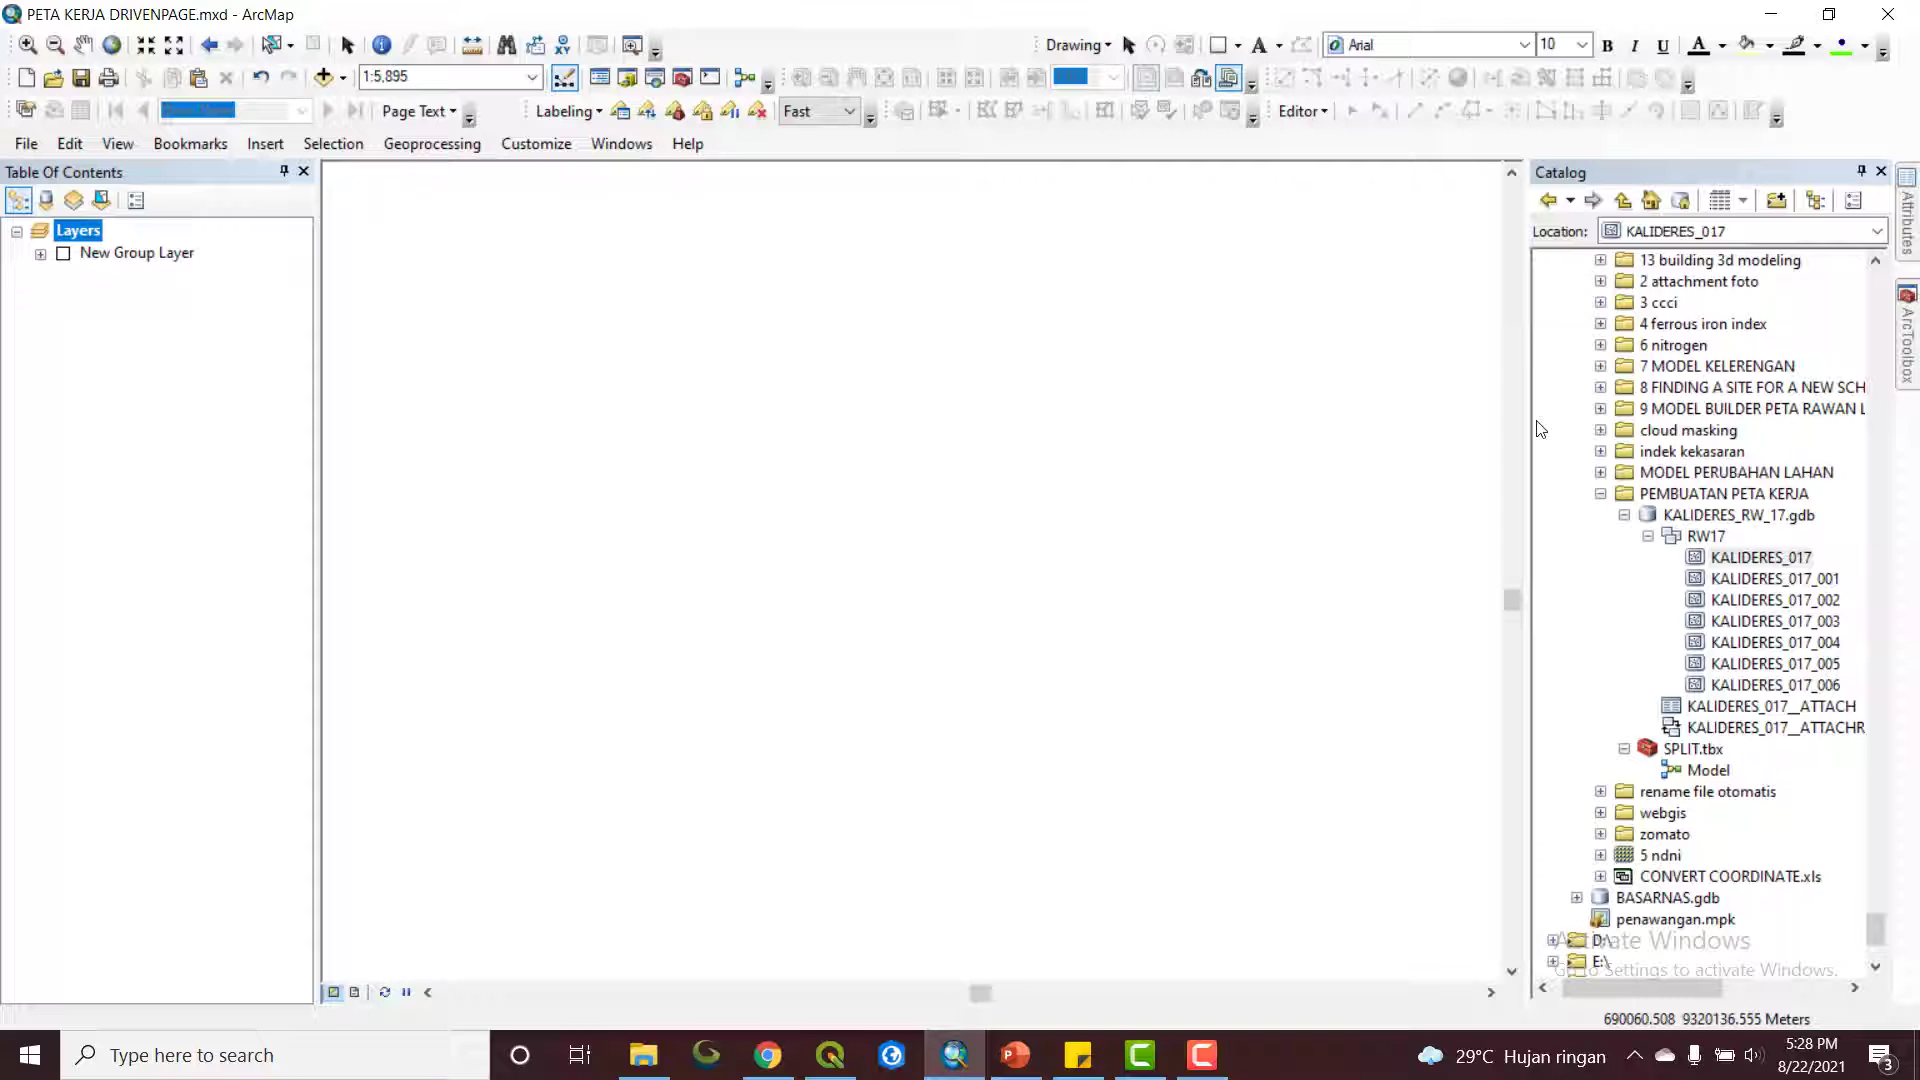 PETA KERJA DRIVENPAGE.mxd - ArcMap
Drawing
A
Arial
10
B I U A
1:5,895
Page Text
Labeling
Fast
Editor
File Edit View Bookmarks Insert Selection Geoprocessing Customize Windows Help
Table Of Contents
Layers
New Group Layer
Catalog
Location: KALIDERES_017
13 building 3d modeling
2 attachment foto
3 ccci
4 ferrous iron index
6 nitrogen
7 MODEL KELERENGAN
8 FINDING A SITE FOR A NEW SCH
9 MODEL BUILDER PETA RAWAN L
cloud masking
indek kekasaran
MODEL PERUBAHAN LAHAN
PEMBUATAN PETA KERJA
KALIDERES_RW_17.gdb
RW17
KALIDERES_017
KALIDERES_017_001
KALIDERES_017_002
KALIDERES_017_003
KALIDERES_017_004
KALIDERES_017_005
KALIDERES_017_006
KALIDERES_017__ATTACH
KALIDERES_017__ATTACHR
SPLIT.tbx
Model
rename file otomatis
webgis
zomato
5 ndni
CONVERT COORDINATE.xls
BASARNAS.gdb
penawangan.mpk
D:\
E:\
Activate Windows
Go to Settings to activate Windows.
Attributes
ArcToolbox
690060.508 9320136.555 Meters
Type here to search
29°C Hujan ringan
5:28 PM
8/22/2021
3